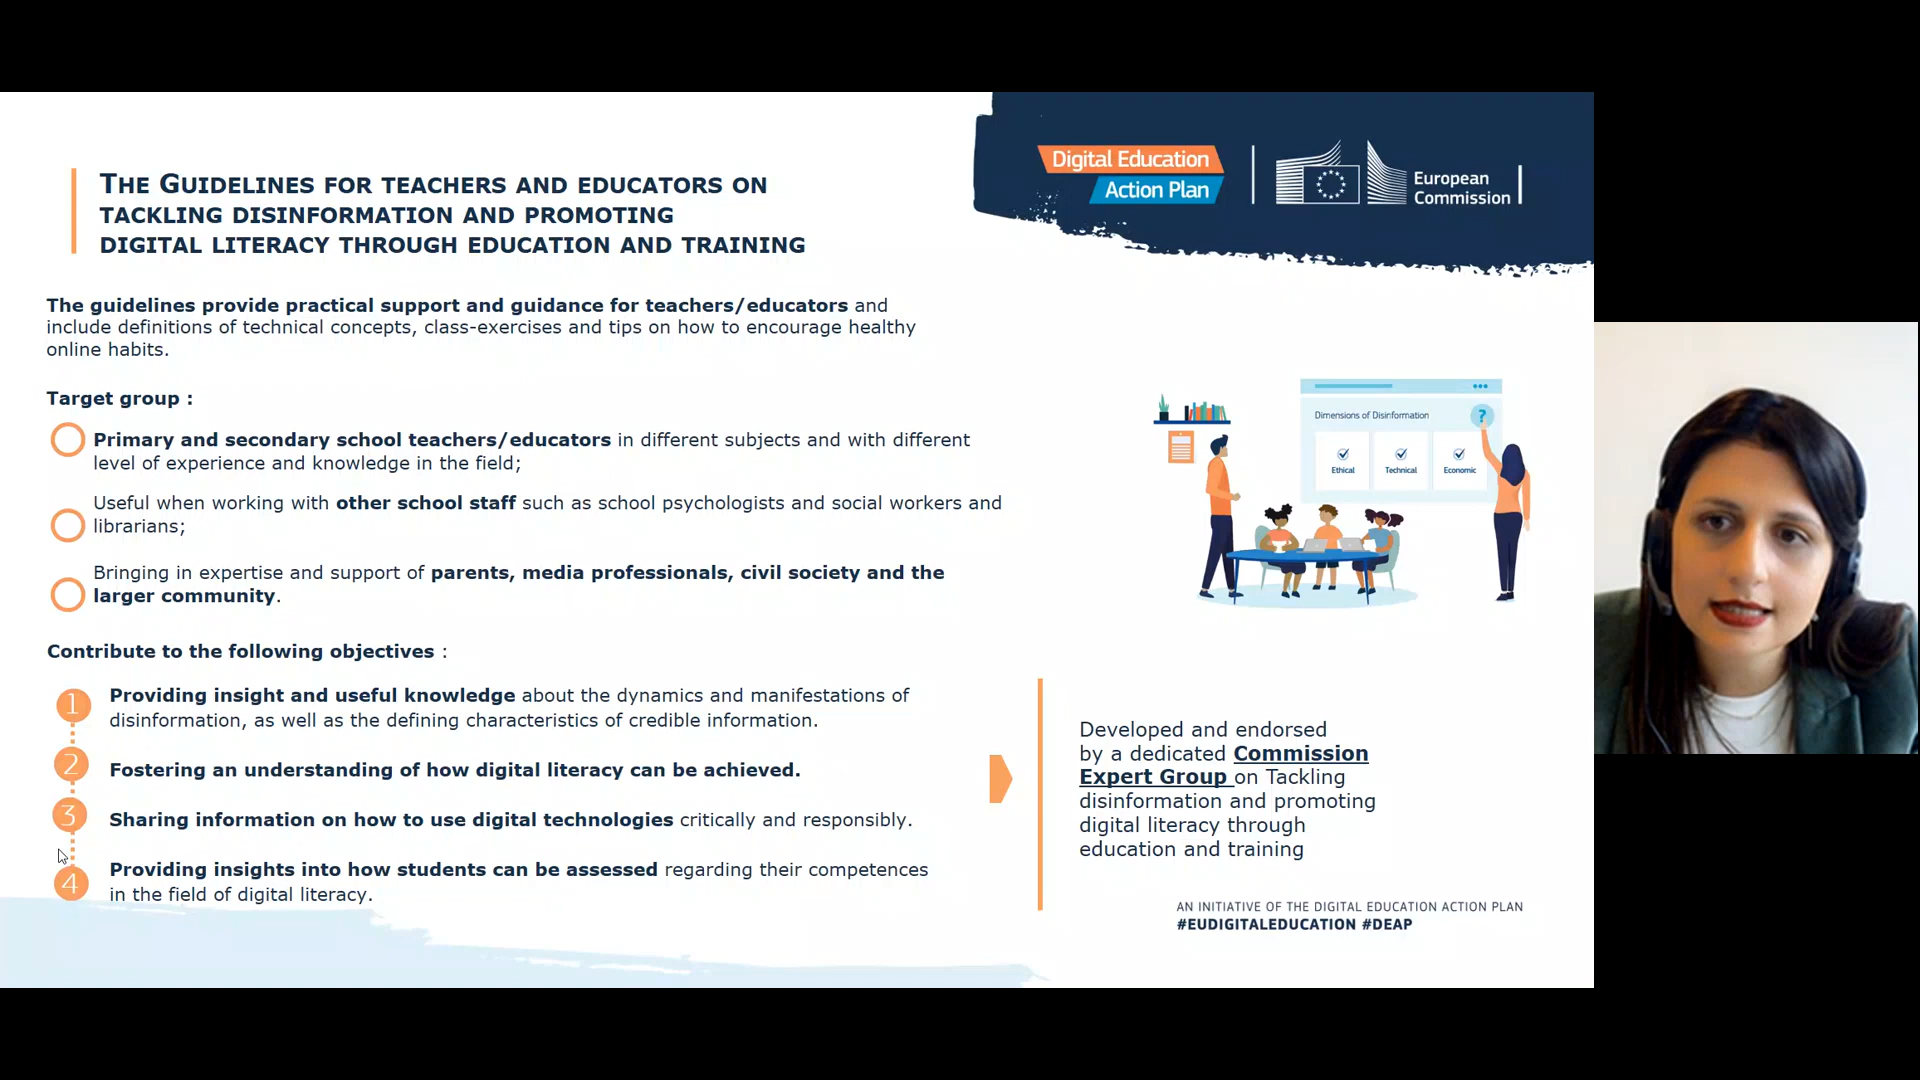 Digital Education
Action Plan
European
Commission
THE GUIDELINES FOR TEACHERS AND EDUCATORS ON
TACKLING DISINFORMATION AND PROMOTING
DIGITAL LITERACY THROUGH EDUCATION AND TRAINING
The guidelines provide practical support and guidance for teachers/educators and
include definitions of technical concepts, class-exercises and tips on how to encourage healthy
online habits.
Target group :
Primary and secondary school teachers/educators in different subjects and with different
level of experience and knowledge in the field;
Useful when working with other school staff such as school psychologists and social workers and
librarians;
Bringing in expertise and support of parents, media professionals, civil society and the
larger community.
Dimensions of Disinformation
?
Ethical
Technical
Economic
Contribute to the following objectives :
1 Providing insight and useful knowledge about the dynamics and manifestations of
disinformation, as well as the defining characteristics of credible information.
2 Fostering an understanding of how digital literacy can be achieved.
3 Sharing information on how to use digital technologies critically and responsibly.
4 Providing insights into how students can be assessed regarding their competences
in the field of digital literacy.
Developed and endorsed
by a dedicated Commission
Expert Group on Tackling
disinformation and promoting
digital literacy through
education and training
AN INITIATIVE OF THE DIGITAL EDUCATION ACTION PLAN
#EUDIGITALEDUCATION #DEAP